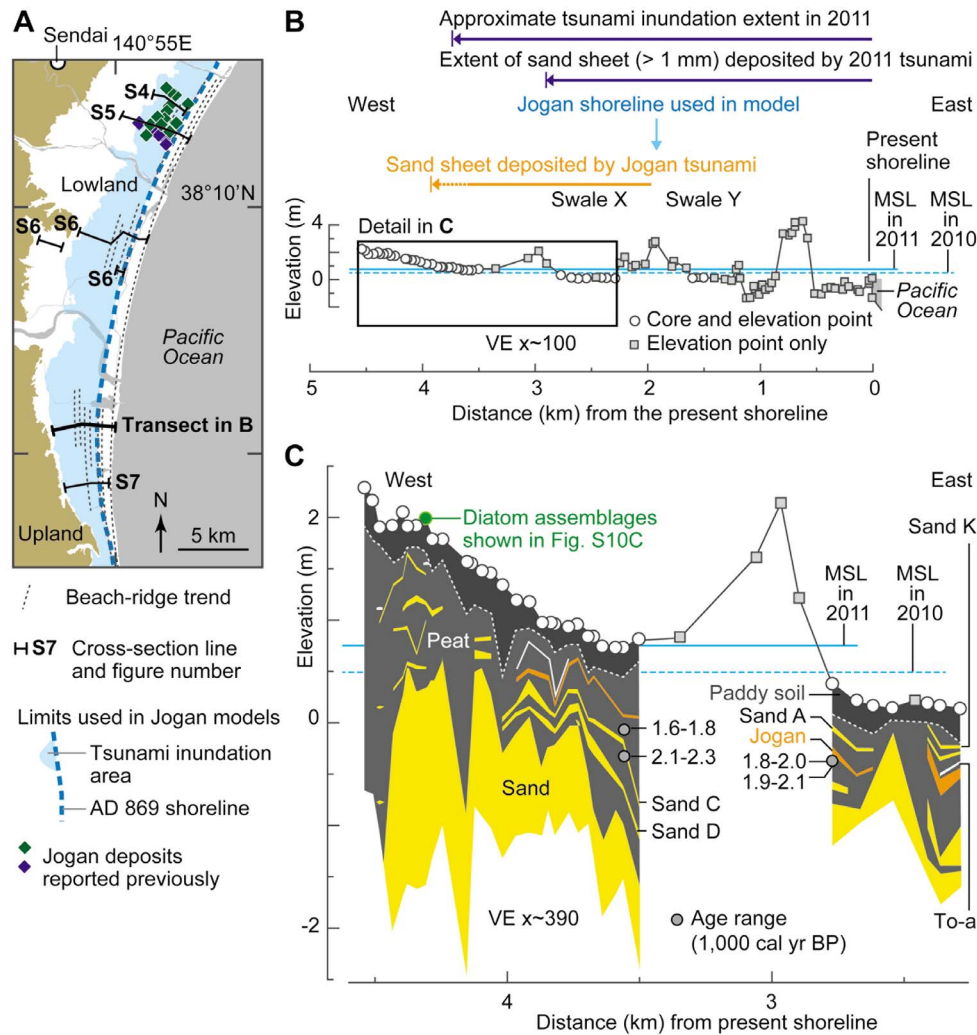 A
Sendai
140°55'E
S4
S5
Lowland
38°10'N
S6
S6
S6
Pacific
Ocean
Transect in B
S7
N
Upland
5 km
Beach-ridge trend
S7 Cross-section line
and figure number
Limits used in Jogan models
Tsunami inundation
area
AD 869 shoreline
Jogan deposits
reported previously
B
Approximate tsunami inundation extent in 2011
Extent of sand sheet (> 1 mm) deposited by 2011 tsunami
West
Jogan shoreline used in model
East
Sand sheet deposited by Jogan tsunami
Present
shoreline
Swale X
Swale Y
MSL
in
2011
MSL
in
2010
Detail in C
Elevation (m)
4
2
0
Pacific
Ocean
Core and elevation point
VE x~100
Elevation point only
5 4 3 2 1 0
Distance (km) from the present shoreline
C
West
East
Sand K
2
Diatom assemblages
shown in Fig. S10C
MSL
in
2011
MSL
in
2010
Elevation (m)
Peat
Paddy soil
Sand A
Jogan
0
1.6-1.8
1.8-2.0
2.1-2.3
1.9-2.1
Sand
Sand C
Sand D
-2
VE x~390
Age range
(1,000 cal yr BP)
To-a
4 3
Distance (km) from present shoreline